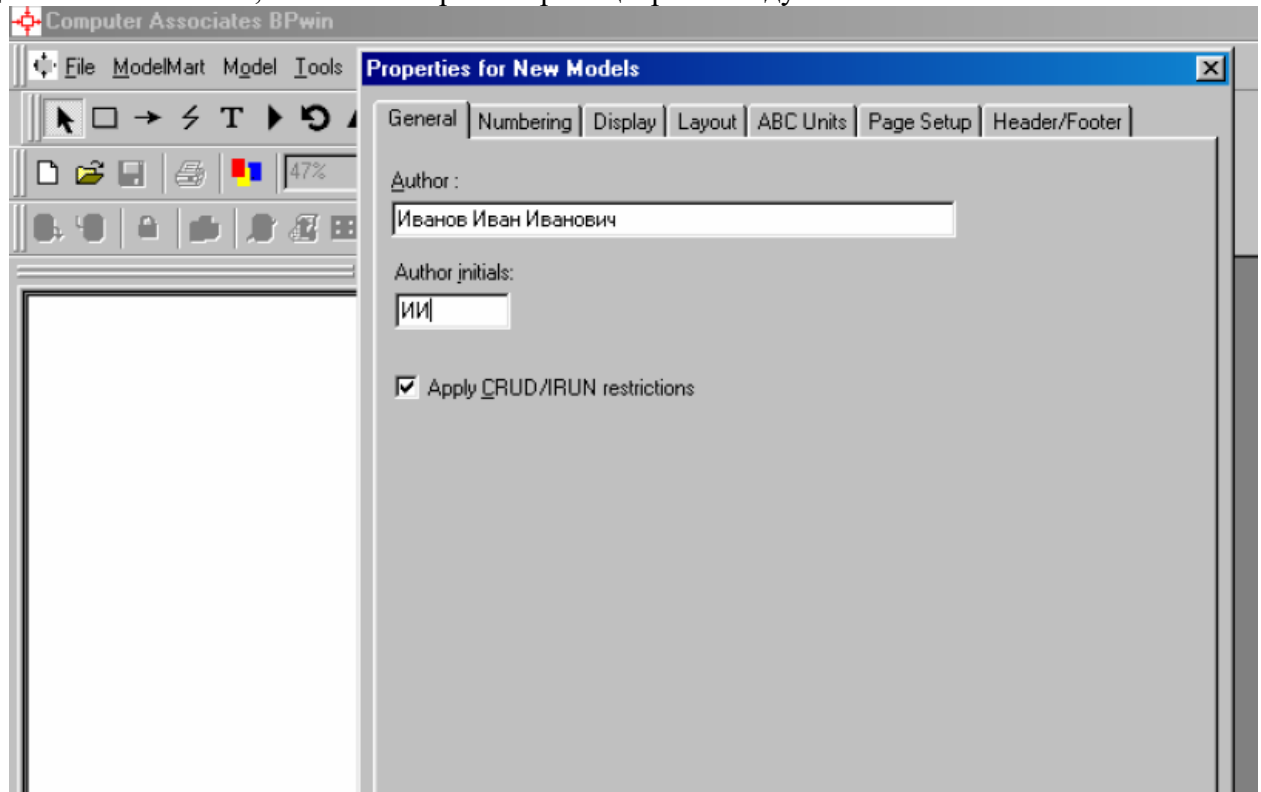 Computer Associates BPwin
File ModelMart Model Tools
Properties for New Models
General Numbering Display Layout ABC Units Page Setup Header/Footer
47%
Author :
Иванов Иван Иванович
Author initials:
ИИ
Apply CRUD/IRUN restrictions